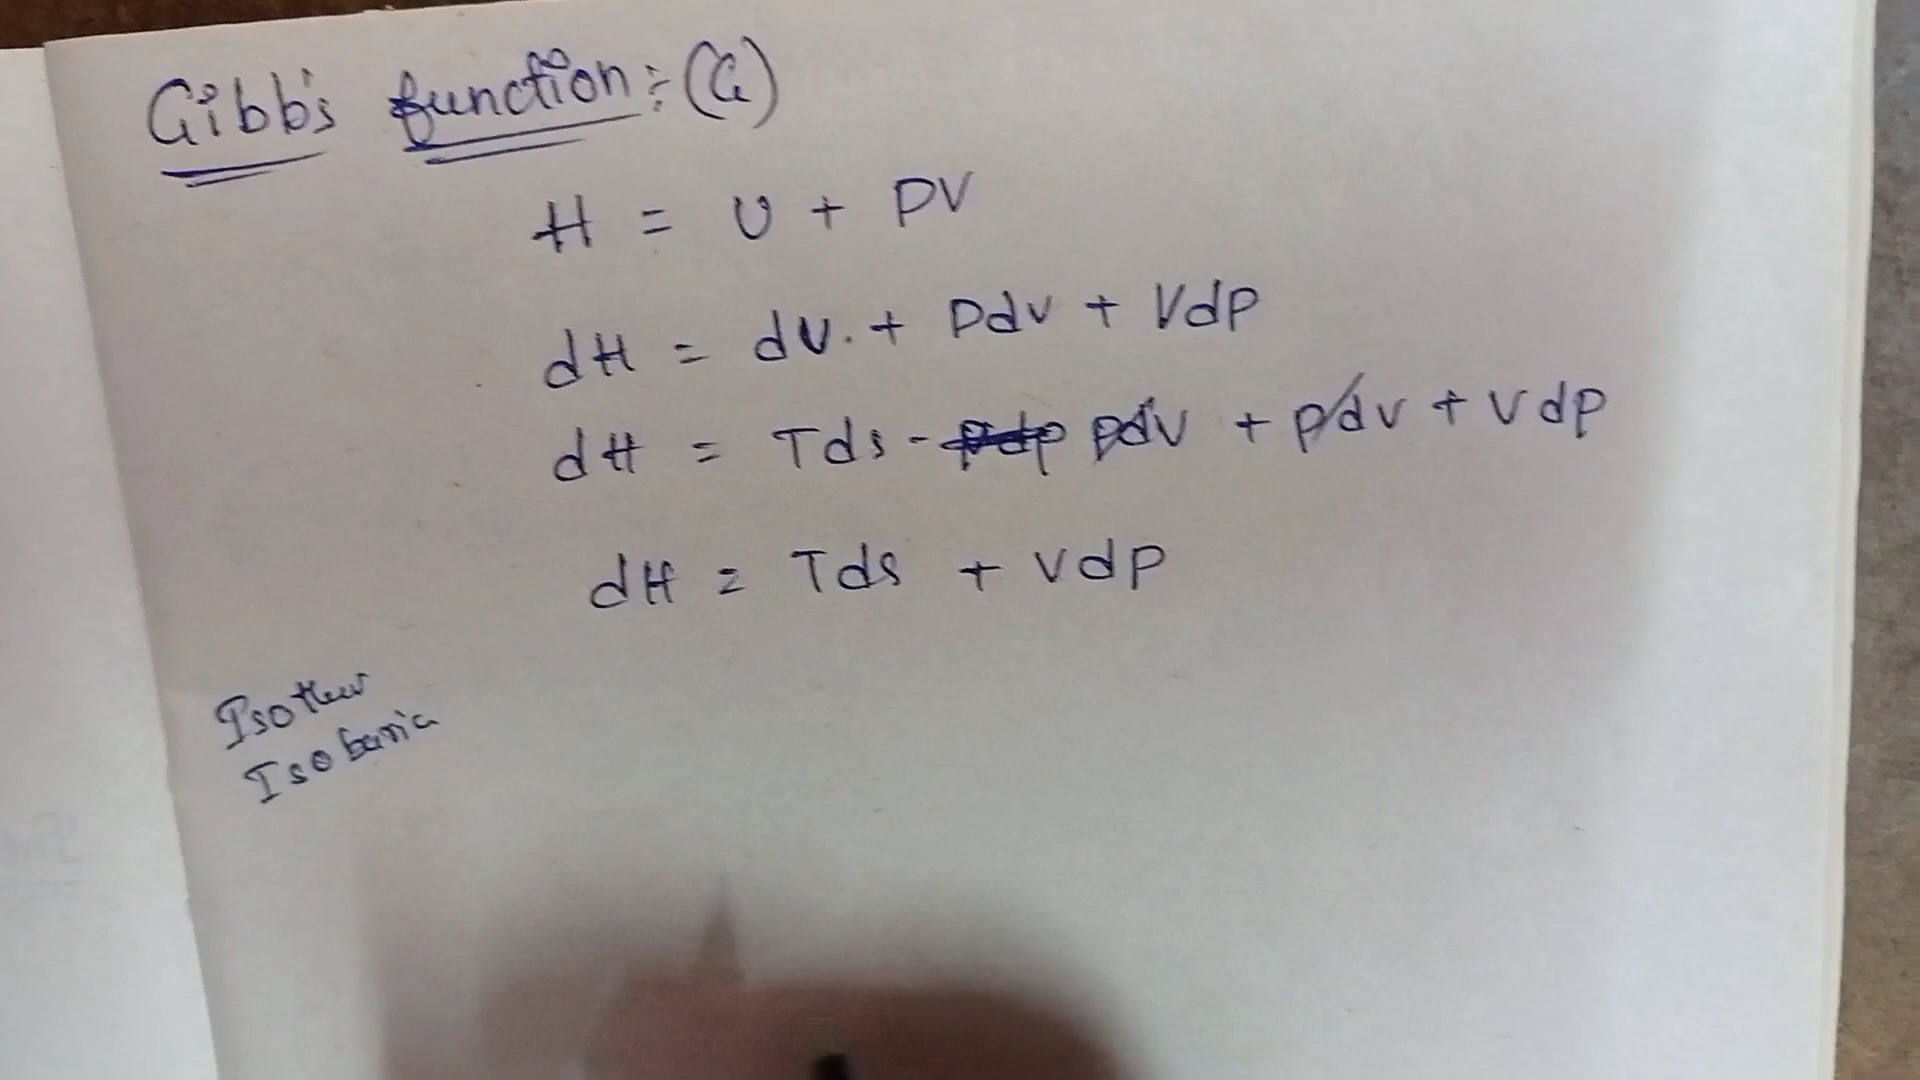 Gibb's function :- (G)
H = U + PV
dH = dU. + Pdv + Vdp
dH = Tds - pdv + pdv + vdp
dH = Tds + vdp
Isother
Isobaric